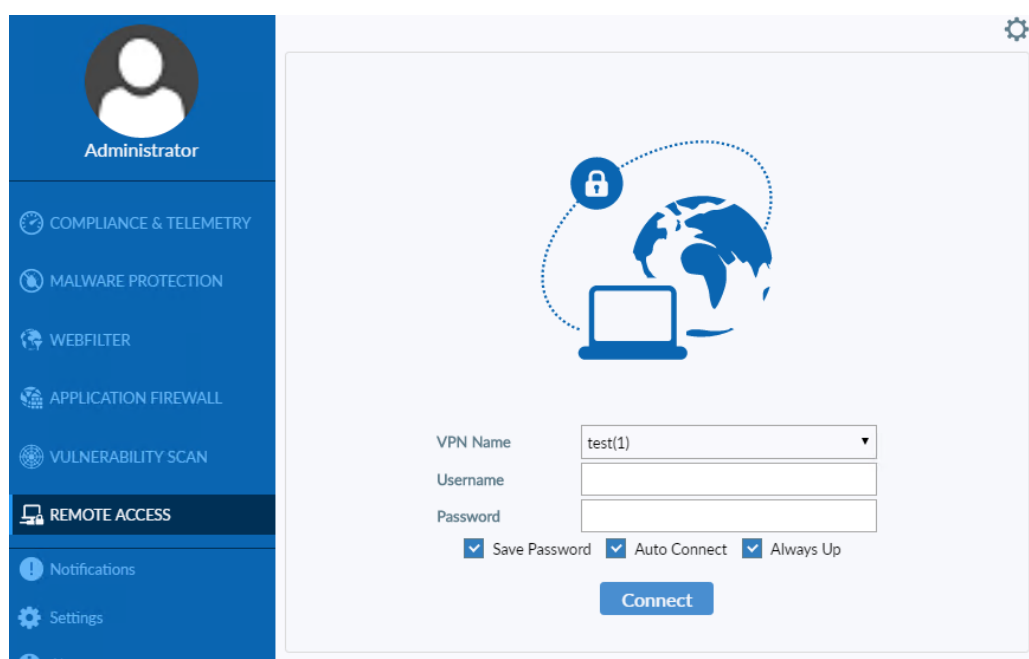 Administrator
COMPLIANCE & TELEMETRY
MALWARE PROTECTION
WEBFILTER
APPLICATION FIREWALL
VULNERABILITY SCAN
REMOTE ACCESS
Notifications
Settings
VPN Name test(1)
Username
Password
Save Password Auto Connect Always Up
Connect